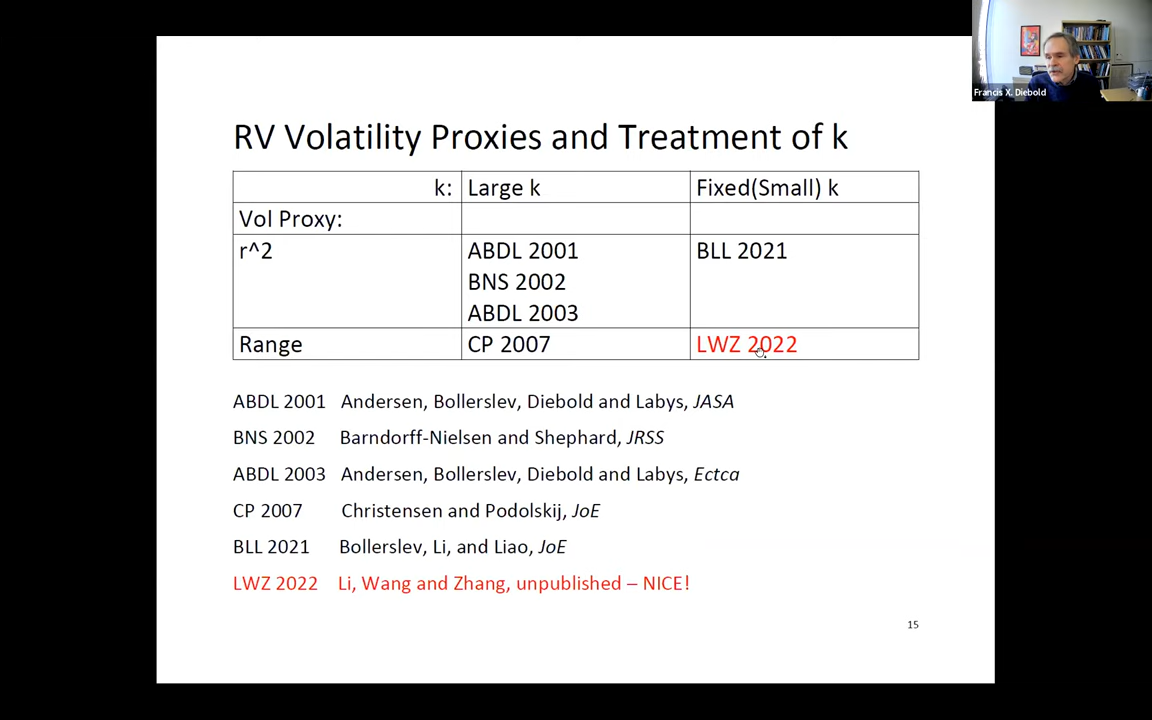 Francis X. Diebold
RV Volatility Proxies and Treatment of k
k: Large k Fixed(Small) k
Vol Proxy:
r^2 ABDL 2001 BLL 2021
BNS 2002
ABDL 2003
Range CP 2007 LWZ 2022
ABDL 2001 Andersen, Bollerslev, Diebold and Labys, JASA
BNS 2002 Barndorff-Nielsen and Shephard, JRSS
ABDL 2003 Andersen, Bollerslev, Diebold and Labys, Ectca
CP 2007 Christensen and Podolskij, JoE
BLL 2021 Bollerslev, Li, and Liao, JoE
LWZ 2022 Li, Wang and Zhang, unpublished – NICE!
15